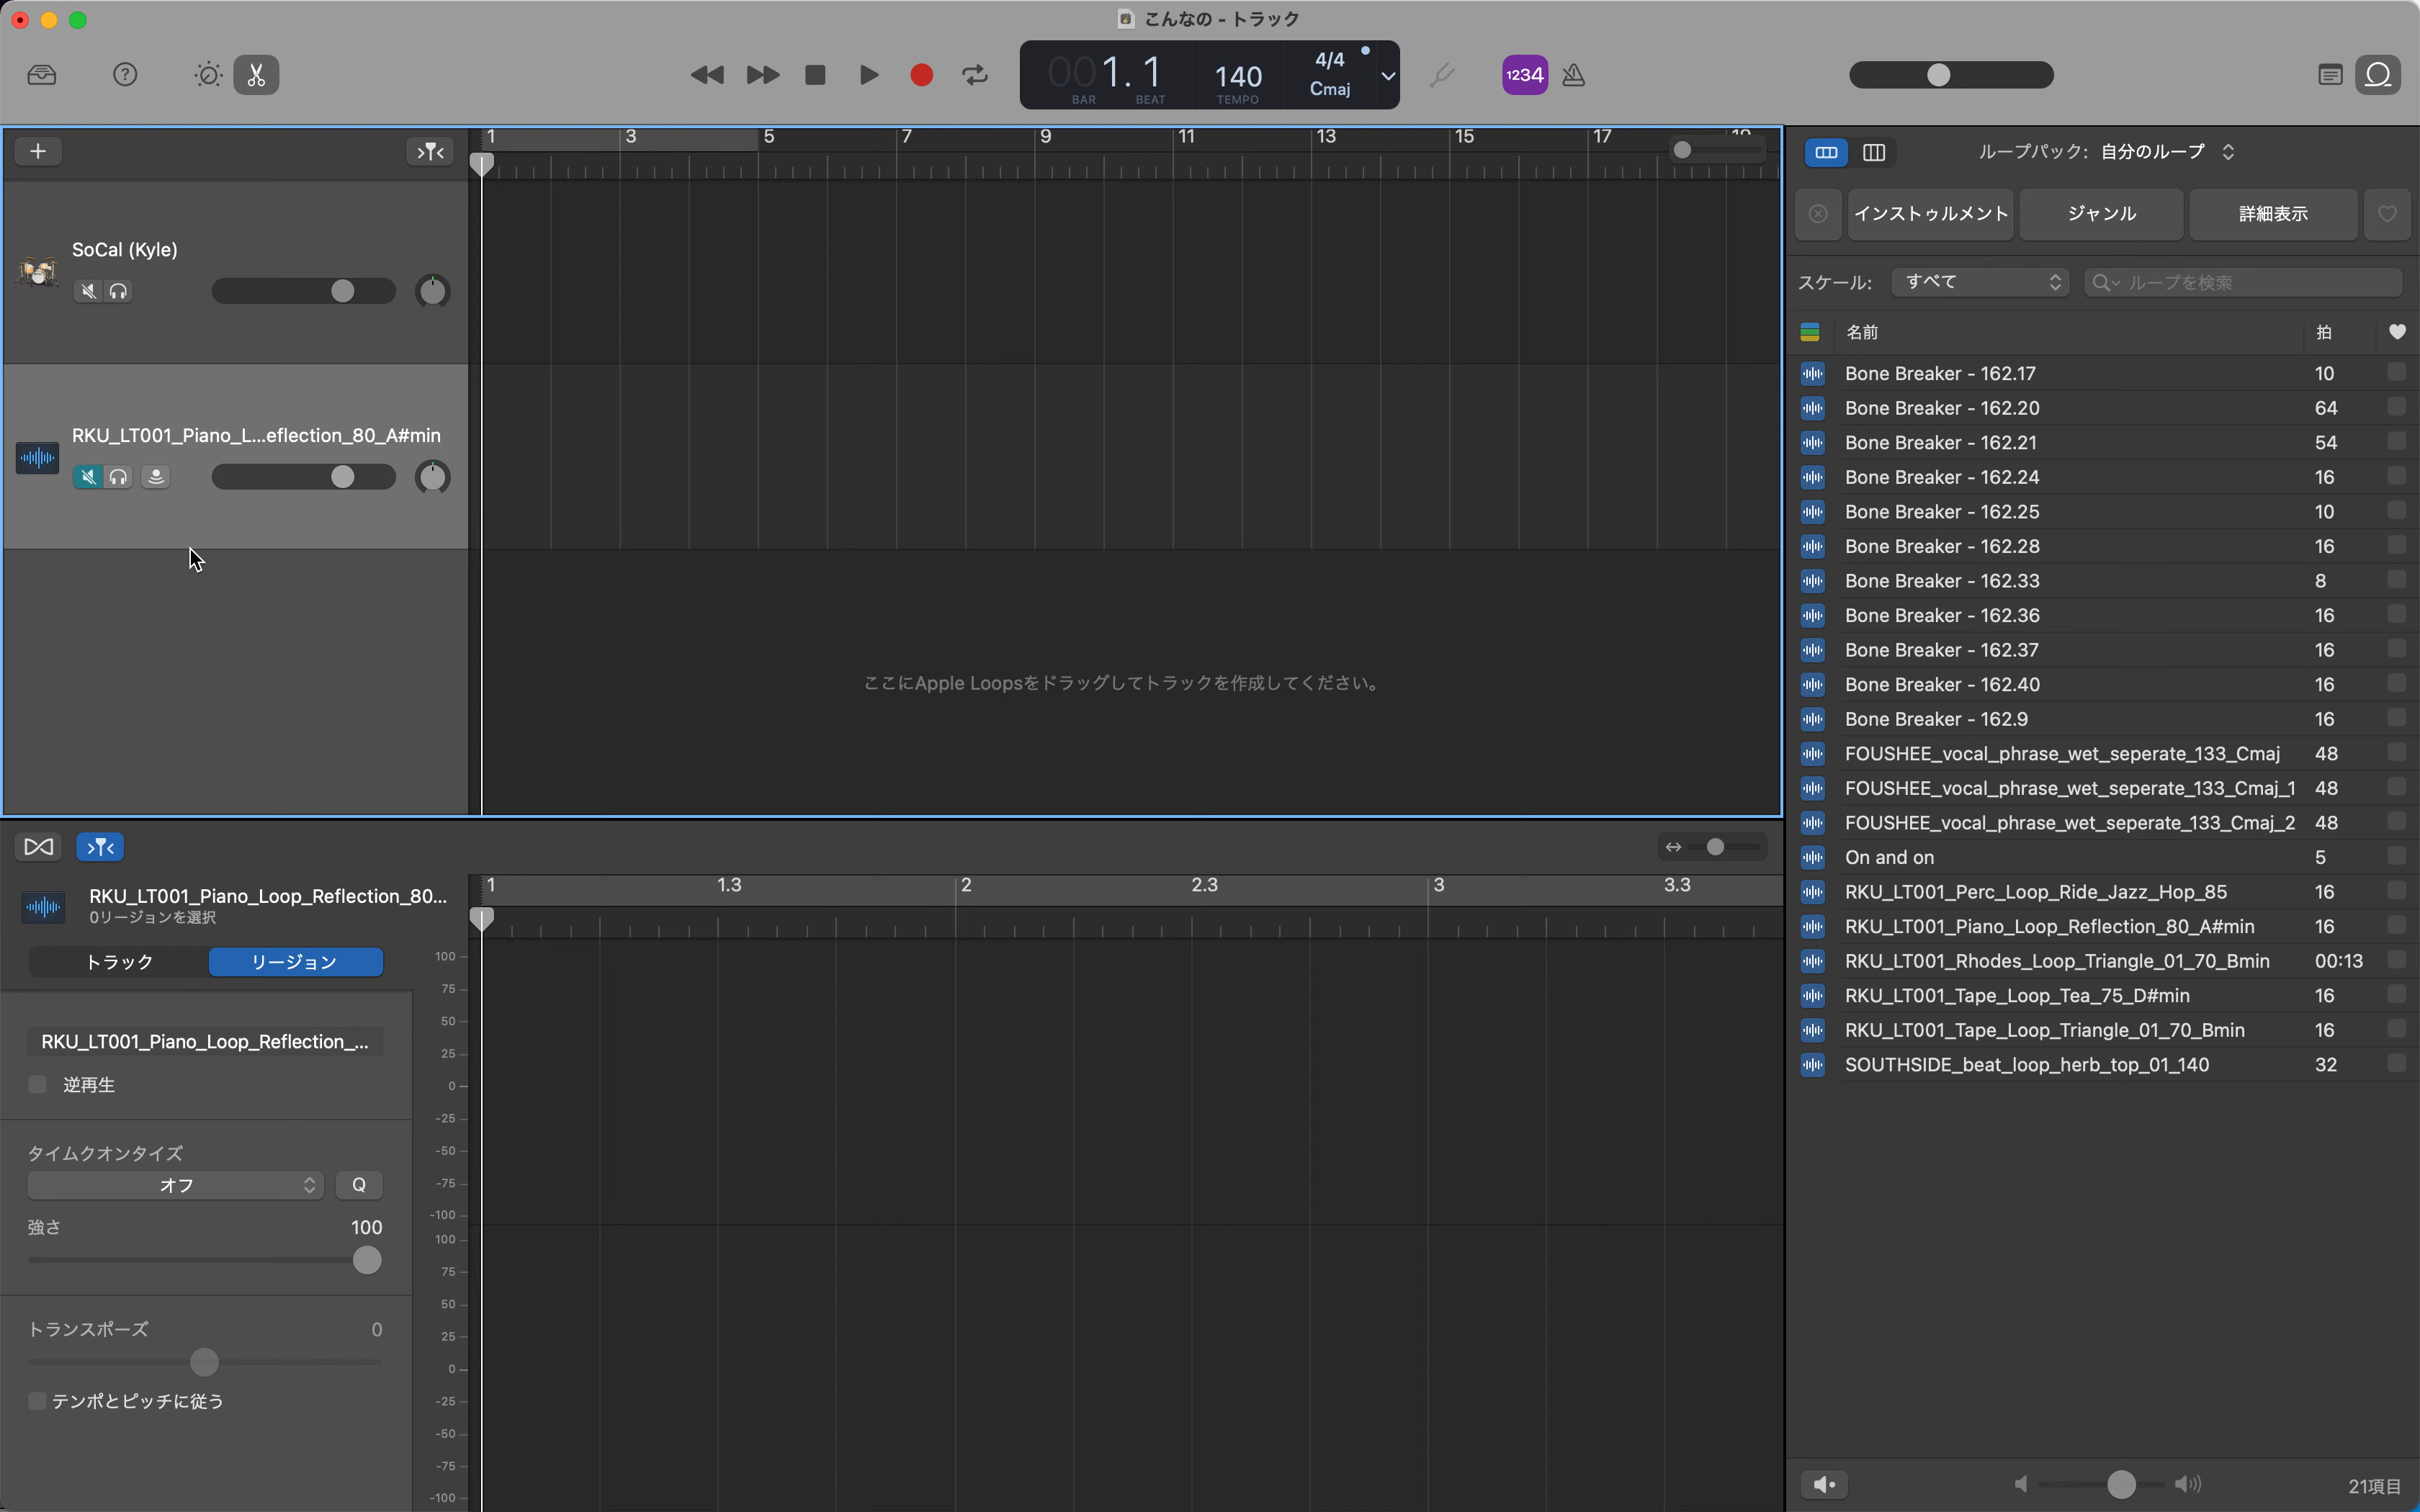 こんなの - トラック
001. 1
BAR
BEAT
140
TEMPO
4/4
Cmaj
1234
1
3
5
7
9
11
13
15
17
19
SoCal (Kyle)
RKU_LT001_Piano_L...eflection_80_A#min
ここにApple Loopsをドラッグしてトラックを作成してください。
ループパック: 自分のループ
インストゥルメント
ジャンル
詳細表示
スケール:
すべて
ループを検索
名前
拍
Bone Breaker - 162.17 10
Bone Breaker - 162.20 64
Bone Breaker - 162.21 54
Bone Breaker - 162.24 16
Bone Breaker - 162.25 10
Bone Breaker - 162.28 16
Bone Breaker - 162.33 8
Bone Breaker - 162.36 16
Bone Breaker - 162.37 16
Bone Breaker - 162.40 16
Bone Breaker - 162.9 16
FOUSHEE_vocal_phrase_wet_seperate_133_Cmaj 48
FOUSHEE_vocal_phrase_wet_seperate_133_Cmaj_1 48
FOUSHEE_vocal_phrase_wet_seperate_133_Cmaj_2 48
On and on 5
RKU_LT001_Perc_Loop_Ride_Jazz_Hop_85 16
RKU_LT001_Piano_Loop_Reflection_80_A#min 16
RKU_LT001_Rhodes_Loop_Triangle_01_70_Bmin 00:13
RKU_LT001_Tape_Loop_Tea_75_D#min 16
RKU_LT001_Tape_Loop_Triangle_01_70_Bmin 16
SOUTHSIDE_beat_loop_herb_top_01_140 32
21項目
RKU_LT001_Piano_Loop_Reflection_80...
0リージョンを選択
トラック
リージョン
RKU_LT001_Piano_Loop_Reflection_...
逆再生
タイムクオンタイズ
オフ
Q
強さ 100
トランスポーズ 0
テンポとピッチに従う
1
1.3
2
2.3
3
3.3
100
75
50
25
0
-25
-50
-75
-100
100
75
50
25
0
-25
-50
-75
-100